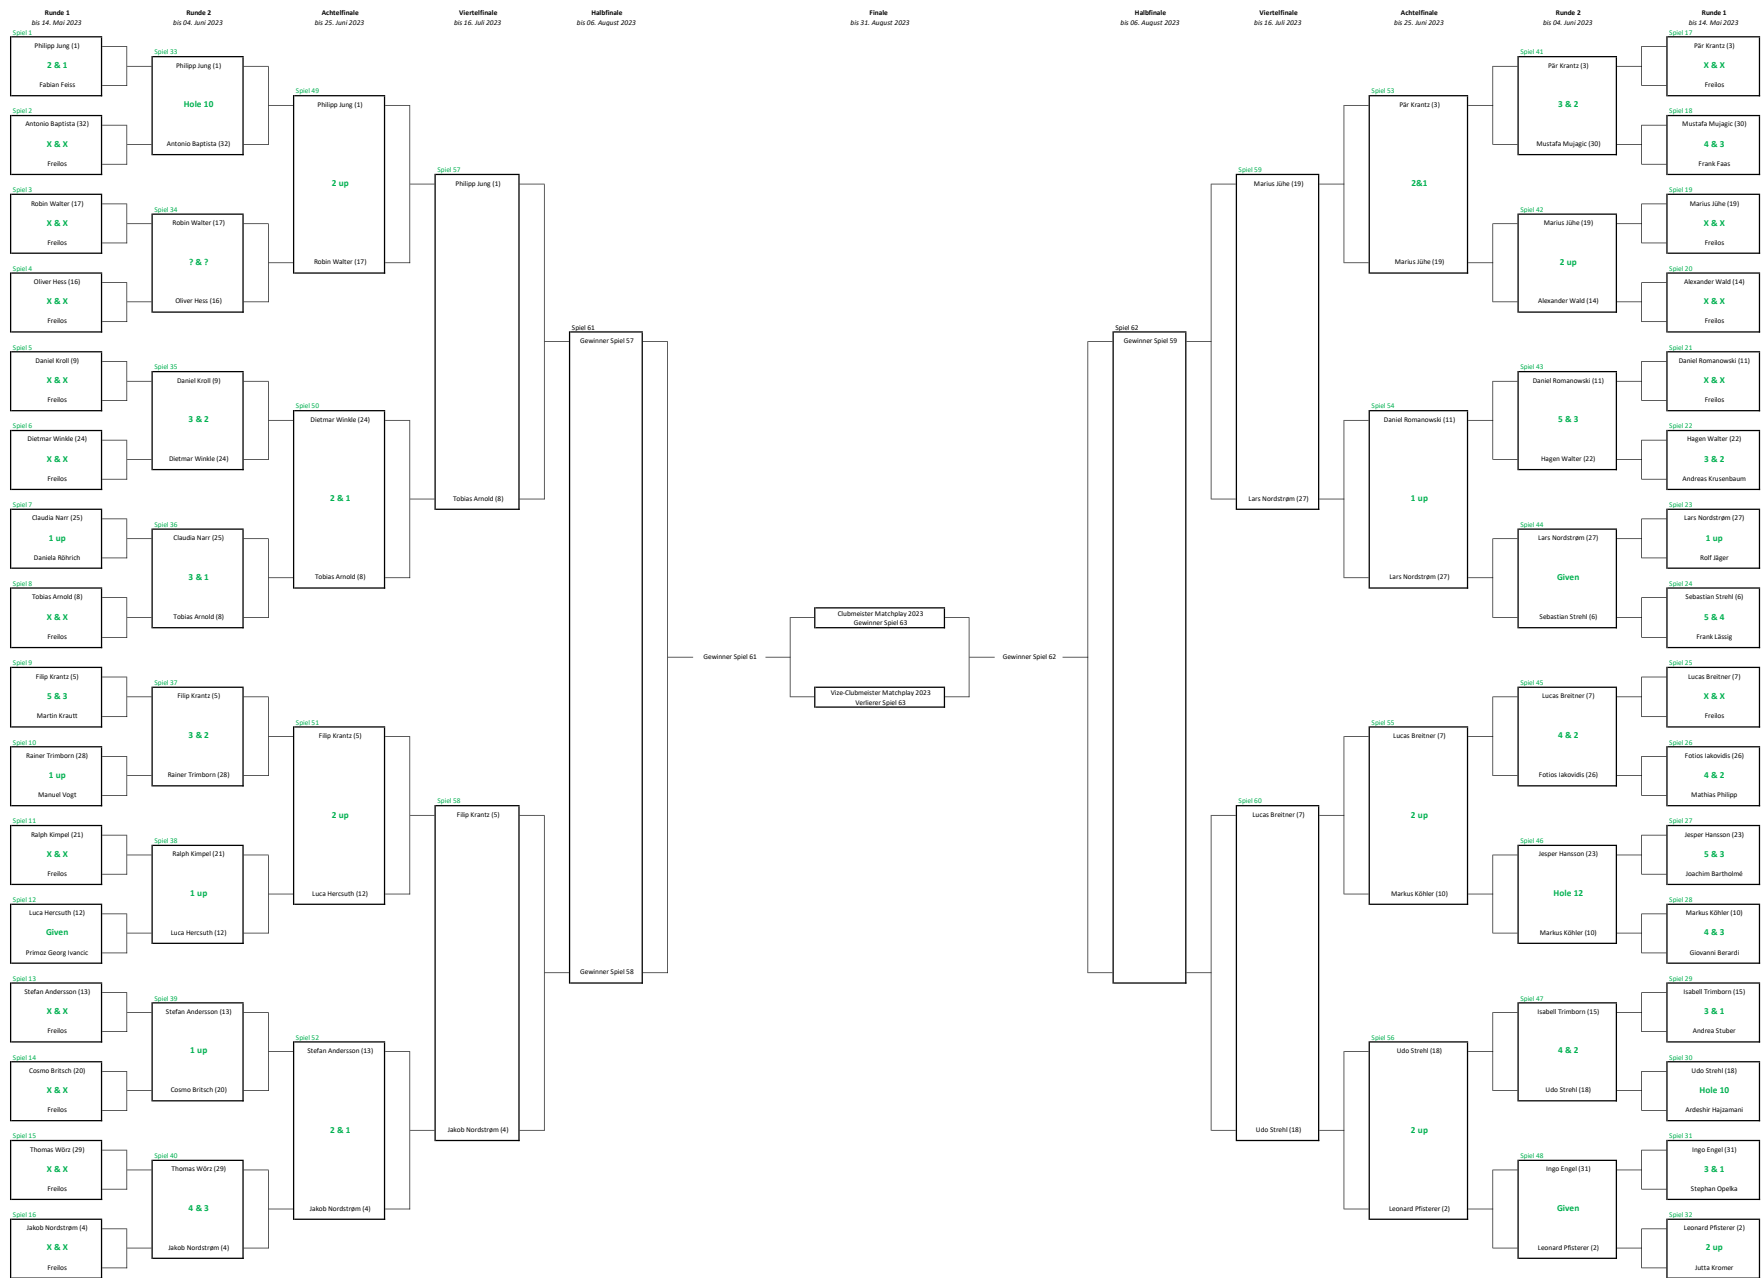 Runde 1
bis 14. Mai 2023
Runde 2
bis 04. Juni 2023
Achtelfinale
bis 25. Juni 2023
Viertelfinale
bis 16. Juli 2023
Halbfinale
bis 06. August 2023
Finale
bis 31. August 2023
Halbfinale
bis 06. August 2023
Viertelfinale
bis 16. Juli 2023
Achtelfinale
bis 25. Juni 2023
Runde 2
bis 04. Juni 2023
Runde 1
bis 14. Mai 2023
Spiel 1
Philipp Jung (1)
2 & 1
Fabian Feiss
Spiel 2
Antonio Baptista (32)
X & X
Freilos
Spiel 3
Robin Walter (17)
X & X
Freilos
Spiel 4
Oliver Hess (16)
X & X
Freilos
Spiel 5
Daniel Kroll (9)
X & X
Freilos
Spiel 6
Dietmar Winkle (24)
X & X
Freilos
Spiel 7
Claudia Narr (25)
1 up
Daniela Röhrich
Spiel 8
Tobias Arnold (8)
X & X
Freilos
Spiel 9
Filip Krantz (5)
5 & 3
Martin Krautt
Spiel 10
Rainer Trimborn (28)
1 up
Manuel Vogt
Spiel 11
Ralph Kimpel (21)
X & X
Freilos
Spiel 12
Luca Hercsuth (12)
Given
Primoz Georg Ivancic
Spiel 13
Stefan Andersson (13)
X & X
Freilos
Spiel 14
Cosmo Britsch (20)
X & X
Freilos
Spiel 15
Thomas Wörz (29)
X & X
Freilos
Spiel 16
Jakob Nordstrøm (4)
X & X
Freilos
Spiel 33
Philipp Jung (1)
Hole 10
Antonio Baptista (32)
Spiel 34
Robin Walter (17)
? & ?
Oliver Hess (16)
Spiel 35
Daniel Kroll (9)
3 & 2
Dietmar Winkle (24)
Spiel 36
Claudia Narr (25)
3 & 1
Tobias Arnold (8)
Spiel 37
Filip Krantz (5)
3 & 2
Rainer Trimborn (28)
Spiel 38
Ralph Kimpel (21)
1 up
Luca Hercsuth (12)
Spiel 39
Stefan Andersson (13)
1 up
Cosmo Britsch (20)
Spiel 40
Thomas Wörz (29)
4 & 3
Jakob Nordstrøm (4)
Spiel 49
Philipp Jung (1)
2 up
Robin Walter (17)
Spiel 50
Dietmar Winkle (24)
2 & 1
Tobias Arnold (8)
Spiel 51
Filip Krantz (5)
2 up
Luca Hercsuth (12)
Spiel 52
Stefan Andersson (13)
2 & 1
Jakob Nordstrøm (4)
Spiel 57
Philipp Jung (1)
Tobias Arnold (8)
Spiel 58
Filip Krantz (5)
Jakob Nordstrøm (4)
Spiel 61
Gewinner Spiel 57
Gewinner Spiel 58
Gewinner Spiel 61
Clubmeister Matchplay 2023
Gewinner Spiel 63
Vize-Clubmeister Matchplay 2023
Verlierer Spiel 63
Gewinner Spiel 62
Spiel 62
Gewinner Spiel 59
Spiel 59
Marius Jühe (19)
Lars Nordstrøm (27)
Spiel 60
Lucas Breitner (7)
Udo Strehl (18)
Spiel 53
Pär Krantz (3)
2&1
Marius Jühe (19)
Spiel 54
Daniel Romanowski (11)
1 up
Lars Nordstrøm (27)
Spiel 55
Lucas Breitner (7)
2 up
Markus Köhler (10)
Spiel 56
Udo Strehl (18)
2 up
Leonard Pfisterer (2)
Spiel 41
Pär Krantz (3)
3 & 2
Mustafa Mujagic (30)
Spiel 42
Marius Jühe (19)
2 up
Alexander Wald (14)
Spiel 43
Daniel Romanowski (11)
5 & 3
Hagen Walter (22)
Spiel 44
Lars Nordstrøm (27)
Given
Sebastian Strehl (6)
Spiel 45
Lucas Breitner (7)
4 & 2
Fotios Iakovidis (26)
Spiel 46
Jesper Hansson (23)
Hole 12
Markus Köhler (10)
Spiel 47
Isabell Trimborn (15)
4 & 2
Udo Strehl (18)
Spiel 48
Ingo Engel (31)
Given
Leonard Pfisterer (2)
Spiel 17
Pär Krantz (3)
X & X
Freilos
Spiel 18
Mustafa Mujagic (30)
4 & 3
Frank Faas
Spiel 19
Marius Jühe (19)
X & X
Freilos
Spiel 20
Alexander Wald (14)
X & X
Freilos
Spiel 21
Daniel Romanowski (11)
X & X
Freilos
Spiel 22
Hagen Walter (22)
3 & 2
Andreas Krusenbaum
Spiel 23
Lars Nordstrøm (27)
1 up
Rolf Jäger
Spiel 24
Sebastian Strehl (6)
5 & 4
Frank Lässig
Spiel 25
Lucas Breitner (7)
X & X
Freilos
Spiel 26
Fotios Iakovidis (26)
4 & 2
Mathias Philipp
Spiel 27
Jesper Hansson (23)
5 & 3
Joachim Bartholmé
Spiel 28
Markus Köhler (10)
4 & 3
Giovanni Berardi
Spiel 29
Isabell Trimborn (15)
3 & 1
Andrea Stuber
Spiel 30
Udo Strehl (18)
Hole 10
Ardeshir Hajzamani
Spiel 31
Ingo Engel (31)
3 & 1
Stephan Opelka
Spiel 32
Leonard Pfisterer (2)
2 up
Jutta Kromer